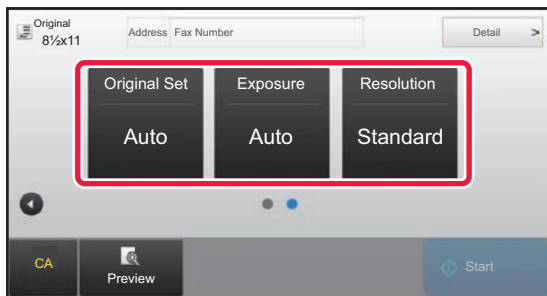 Original
8½x11
Address Fax Number
Detail >
Original Set Exposure Resolution
Auto Auto Standard
CA
Preview
Start